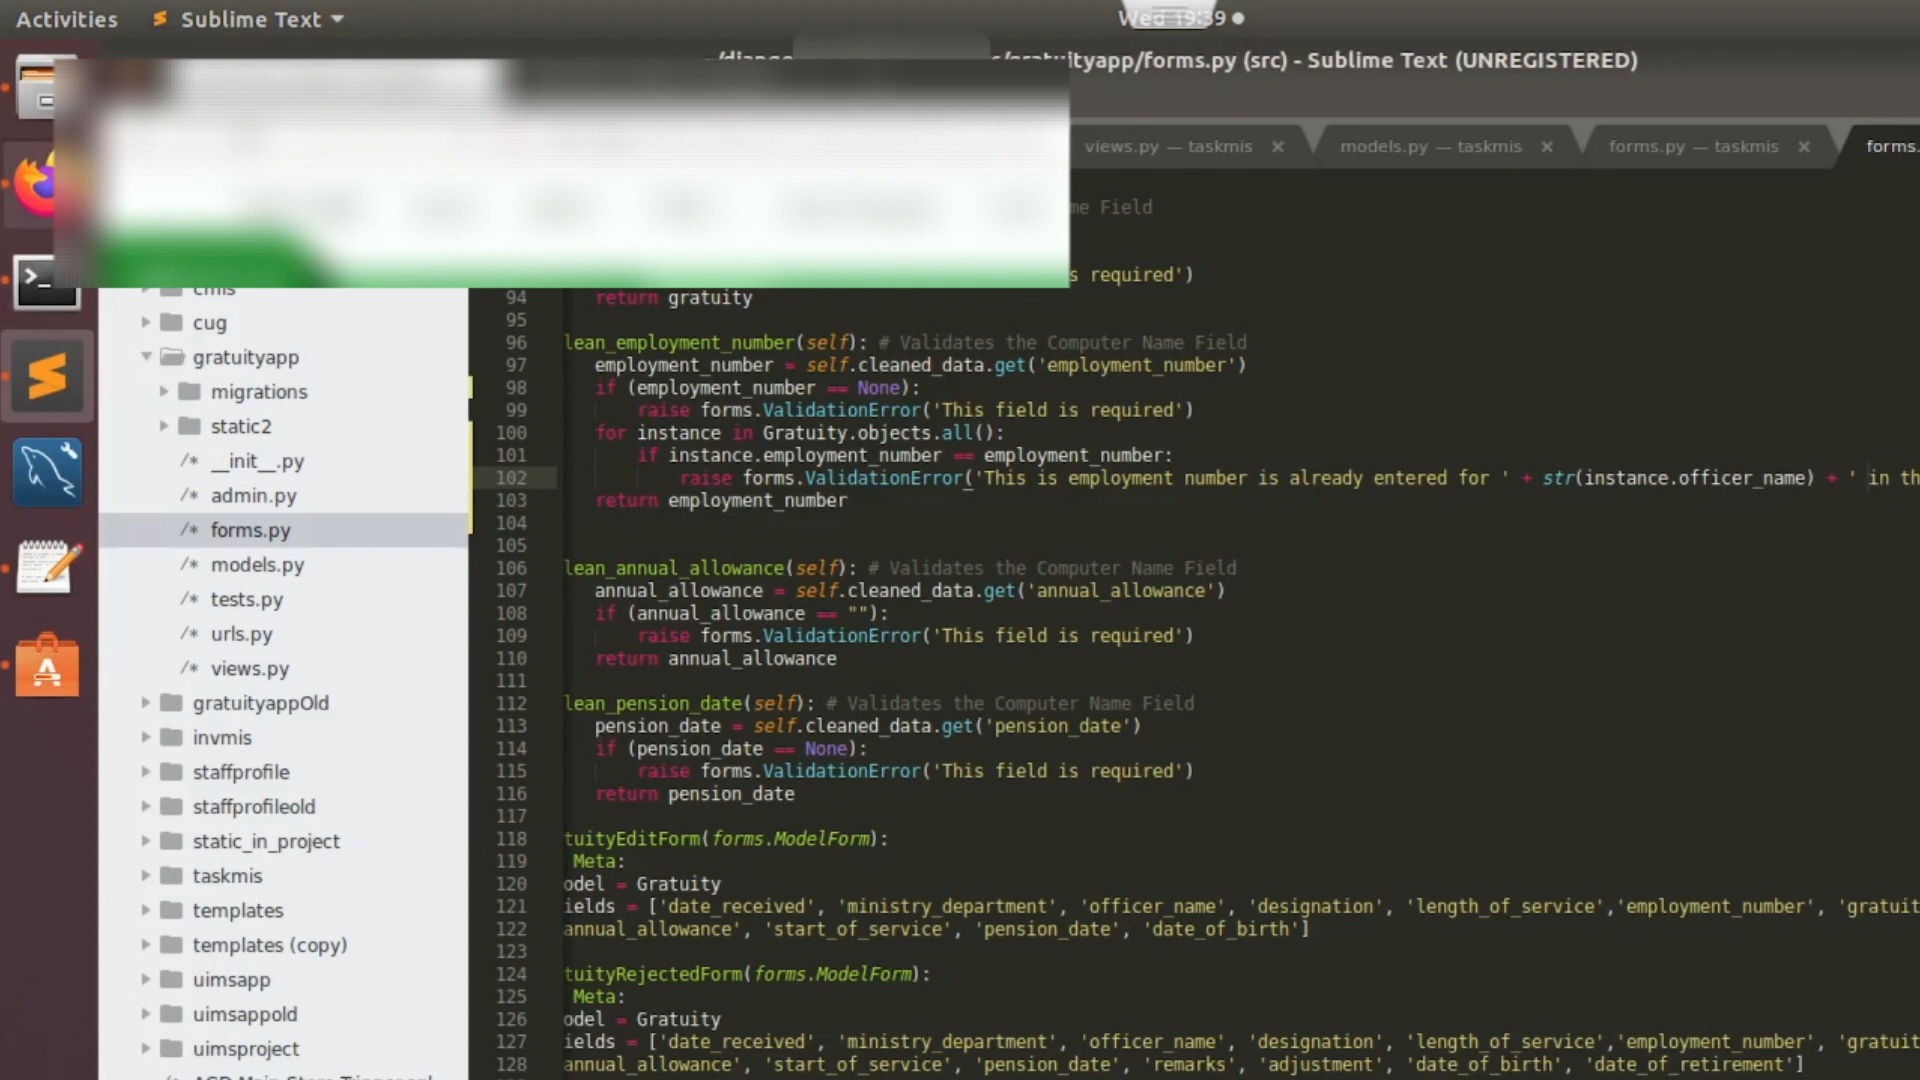 Activities
Sublime Text
Wed 19:39
ityapp/forms.py (src) - Sublime Text (UNREGISTERED)
views.py — taskmis
models.py — taskmis
forms.py — taskmis
forms.
me Field
s required')
cmis
cug
gratuityapp
migrations
static2
/* __init__.py
/* admin.py
/* forms.py
/* models.py
/* tests.py
/* urls.py
/* views.py
gratuityappOld
invmis
staffprofile
staffprofileold
static_in_project
taskmis
templates
templates (copy)
uimsapp
uimsappold
uimsproject
94 return gratuity
95
96 lean_employment_number(self): # Validates the Computer Name Field
97 employment_number = self.cleaned_data.get('employment_number')
98 if (employment_number == None):
99 raise forms.ValidationError('This field is required')
100 for instance in Gratuity.objects.all():
101 if instance.employment_number == employment_number:
102 raise forms.ValidationError('This is employment number is already entered for ' + str(instance.officer_name) + ' in th
103 return employment_number
104
105
106 lean_annual_allowance(self): # Validates the Computer Name Field
107 annual_allowance = self.cleaned_data.get('annual_allowance')
108 if (annual_allowance == ""):
109 raise forms.ValidationError('This field is required')
110 return annual_allowance
111
112 lean_pension_date(self): # Validates the Computer Name Field
113 pension_date = self.cleaned_data.get('pension_date')
114 if (pension_date == None):
115 raise forms.ValidationError('This field is required')
116 return pension_date
117
118 tuityEditForm(forms.ModelForm):
119 Meta:
120 odel = Gratuity
121 ields = ['date_received', 'ministry_department', 'officer_name', 'designation', 'length_of_service','employment_number', 'gratuit
122 annual_allowance', 'start_of_service', 'pension_date', 'date_of_birth']
123
124 tuityRejectedForm(forms.ModelForm):
125 Meta:
126 odel = Gratuity
127 ields = ['date_received', 'ministry_department', 'officer_name', 'designation', 'length_of_service','employment_number', 'gratuit
128 annual_allowance', 'start_of_service', 'pension_date', 'remarks', 'adjustment', 'date_of_birth', 'date_of_retirement']